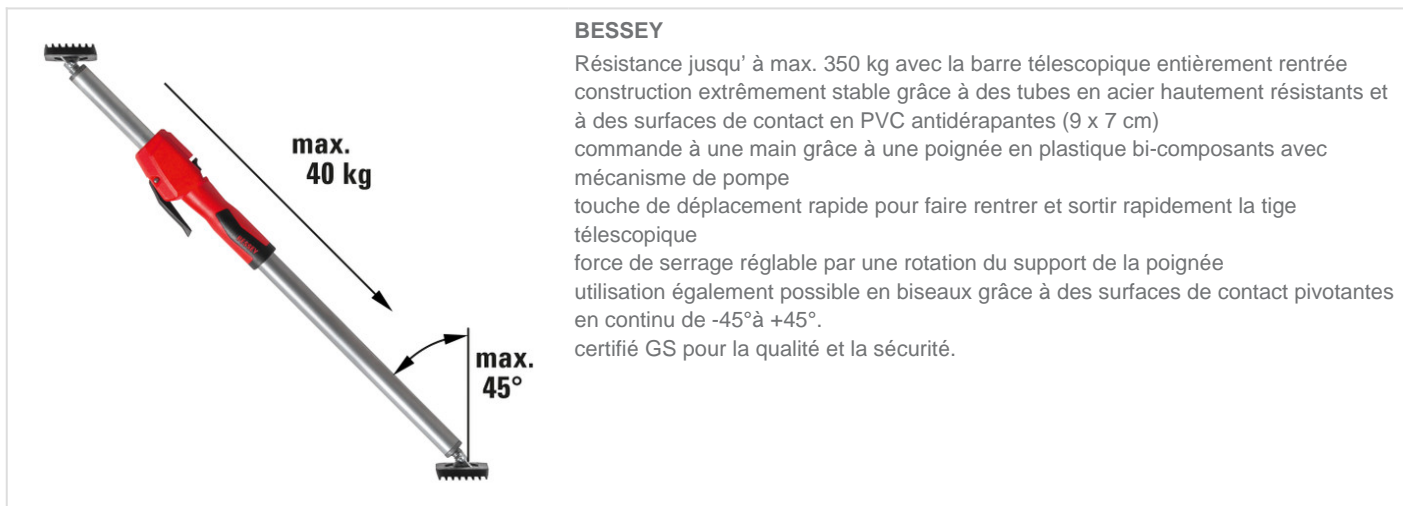 BESSEY
Résistance jusqu’ à max. 350 kg avec la barre télescopique entièrement rentrée
construction extrêmement stable grâce à des tubes en acier hautement résistants et
à des surfaces de contact en PVC antidérapantes (9 x 7 cm)
commande à une main grâce à une poignée en plastique bi-composants avec
mécanisme de pompe
touche de déplacement rapide pour faire rentrer et sortir rapidement la tige
télescopique
force de serrage réglable par une rotation du support de la poignée
utilisation également possible en biseaux grâce à des surfaces de contact pivotantes
en continu de -45°à +45°.
certifié GS pour la qualité et la sécurité.
max.
40 kg
BESSEY
max.
45°